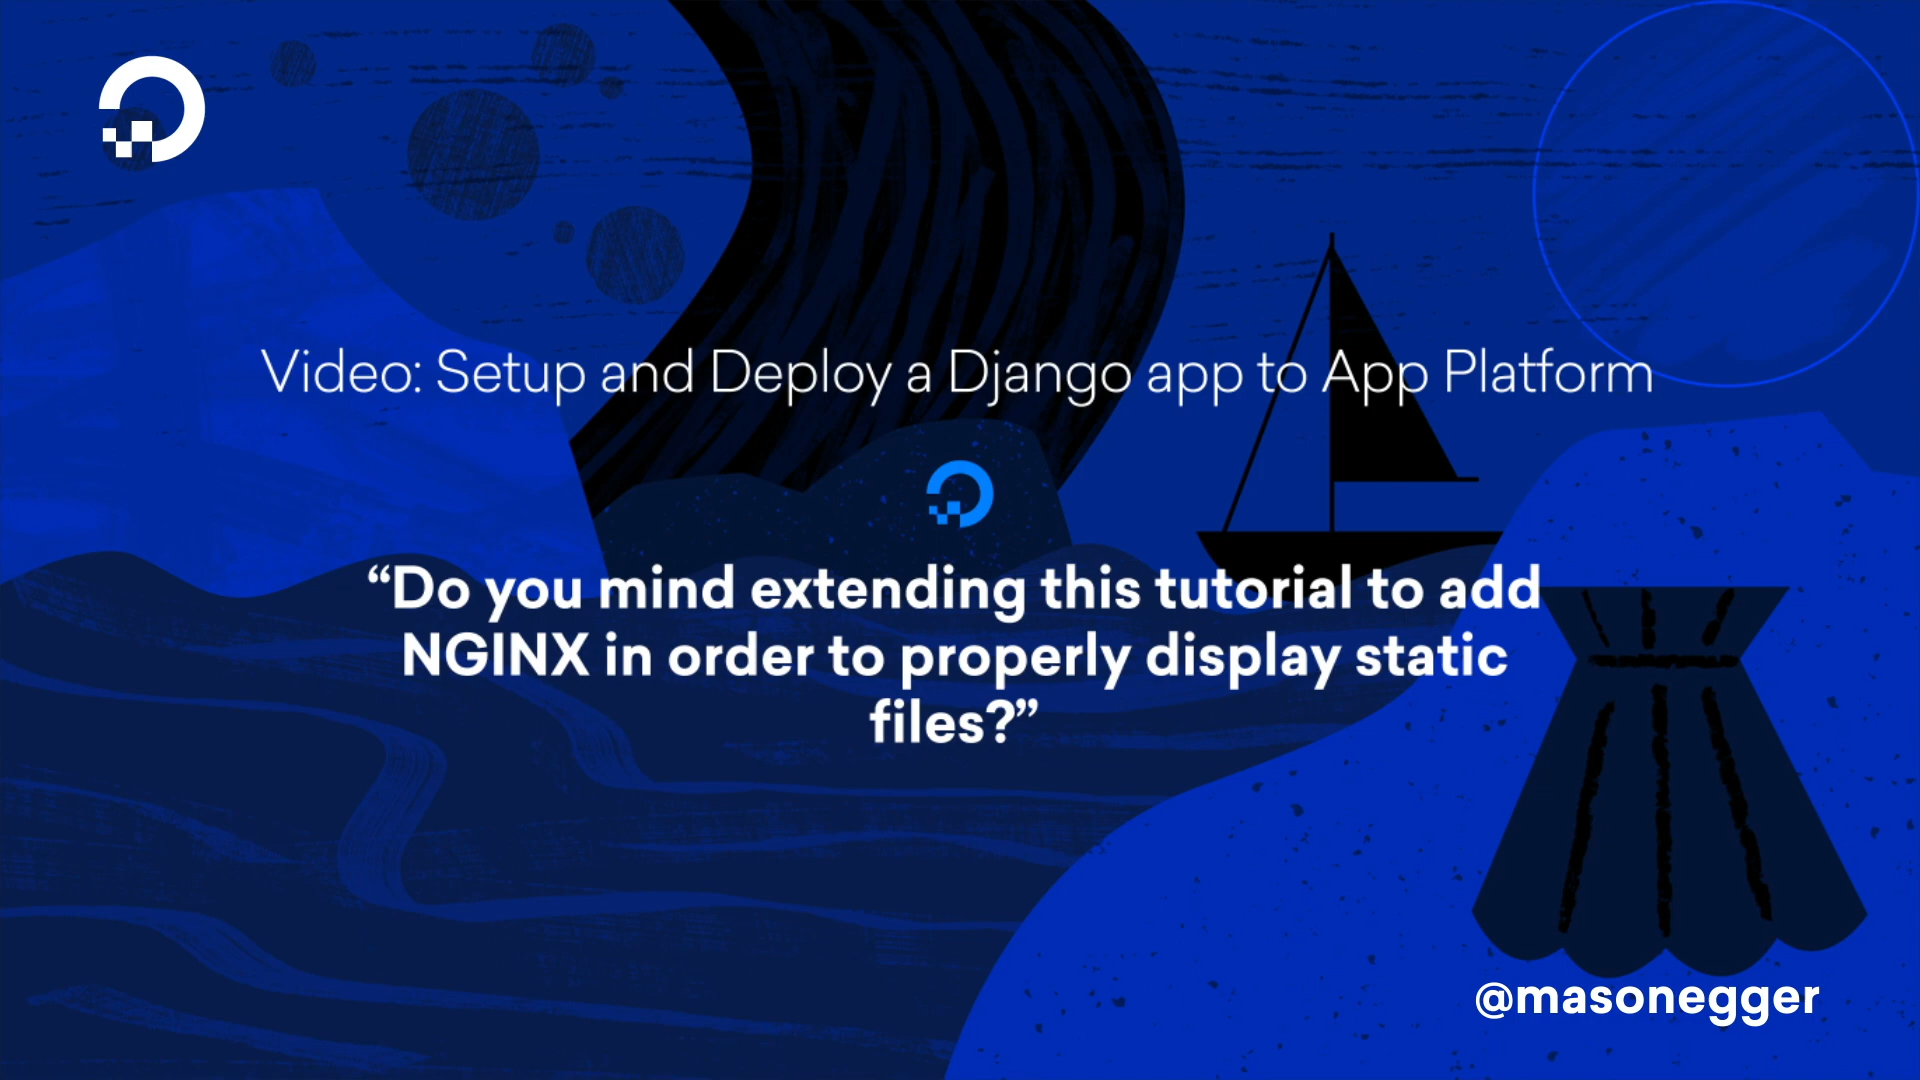 Video: Setup and Deploy a Django app to App Platform
“Do you mind extending this tutorial to add
NGINX in order to properly display static
files?”
@masonegger